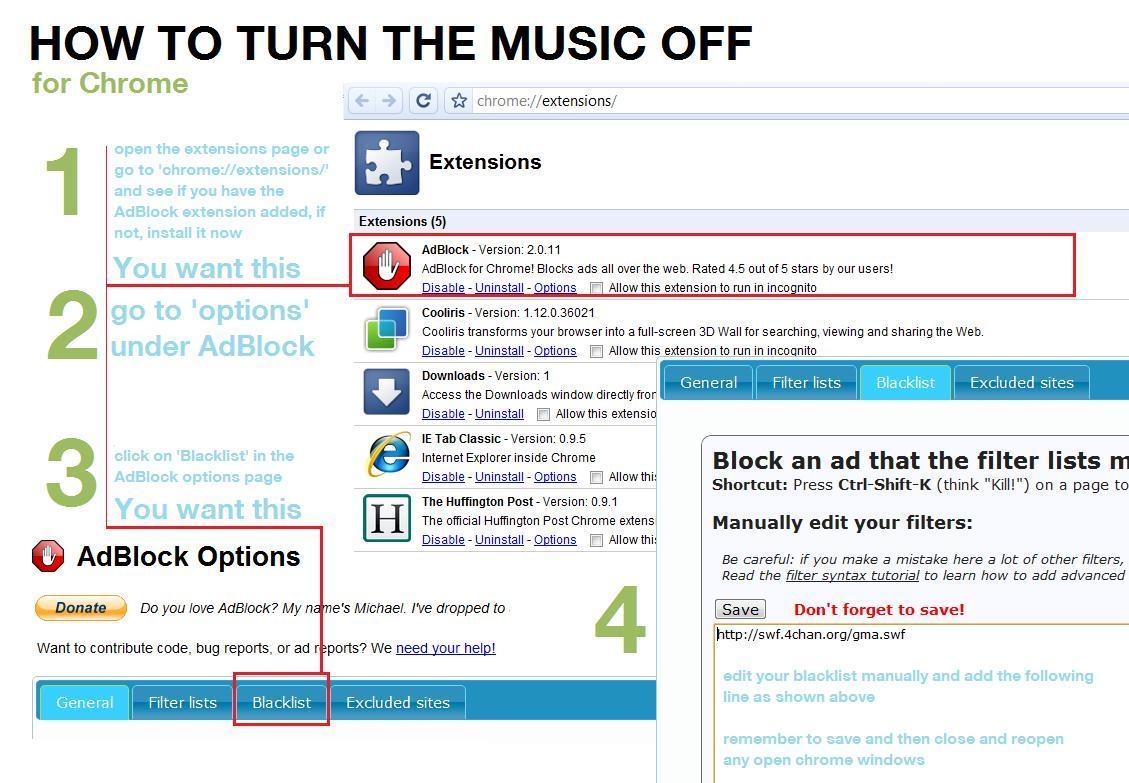 HOW TO TURN THE MUSIC OFF
for Chrome
chrome://extensions/
1
open the extensions page or
go to 'chrome://extensions/'
and see if you have the
AdBlock extension added, if
not, install it now
You want this
2
go to 'options'
under AdBlock
3
click on 'Blacklist' in the
AdBlock options page
You want this
Extensions
Extensions (5)
AdBlock - Version: 2.0.11
AdBlock for Chrome! Blocks ads all over the web. Rated 4.5 out of 5 stars by our users!
Disable - Uninstall - Options Allow this extension to run in incognito
Cooliris - Version: 1.12.0.36021
Cooliris transforms your browser into a full-screen 3D Wall for searching, viewing and sharing the Web.
Disable - Uninstall - Options Allow this extension to run in incognito
Downloads - Version: 1
Access the Downloads window directly from
Disable - Uninstall Allow this extensio
IE Tab Classic - Version: 0.9.5
Internet Explorer inside Chrome
Disable - Uninstall - Options Allow this
H
The Huffington Post - Version: 0.9.1
The official Huffington Post Chrome extens
Disable - Uninstall - Options Allow this
AdBlock Options
Donate Do you love AdBlock? My name's Michael. I've dropped to
Want to contribute code, bug reports, or ad reports? We need your help!
General Filter lists Blacklist Excluded sites
4
General Filter lists Blacklist Excluded sites
Block an ad that the filter lists m
Shortcut: Press Ctrl-Shift-K (think "Kill!") on a page to
Manually edit your filters:
Be careful: if you make a mistake here a lot of other filters,
Read the filter syntax tutorial to learn how to add advanced
Save Don't forget to save!
http://swf.4chan.org/gma.swf
edit your blacklist manually and add the following
line as shown above
remember to save and then close and reopen
any open chrome windows